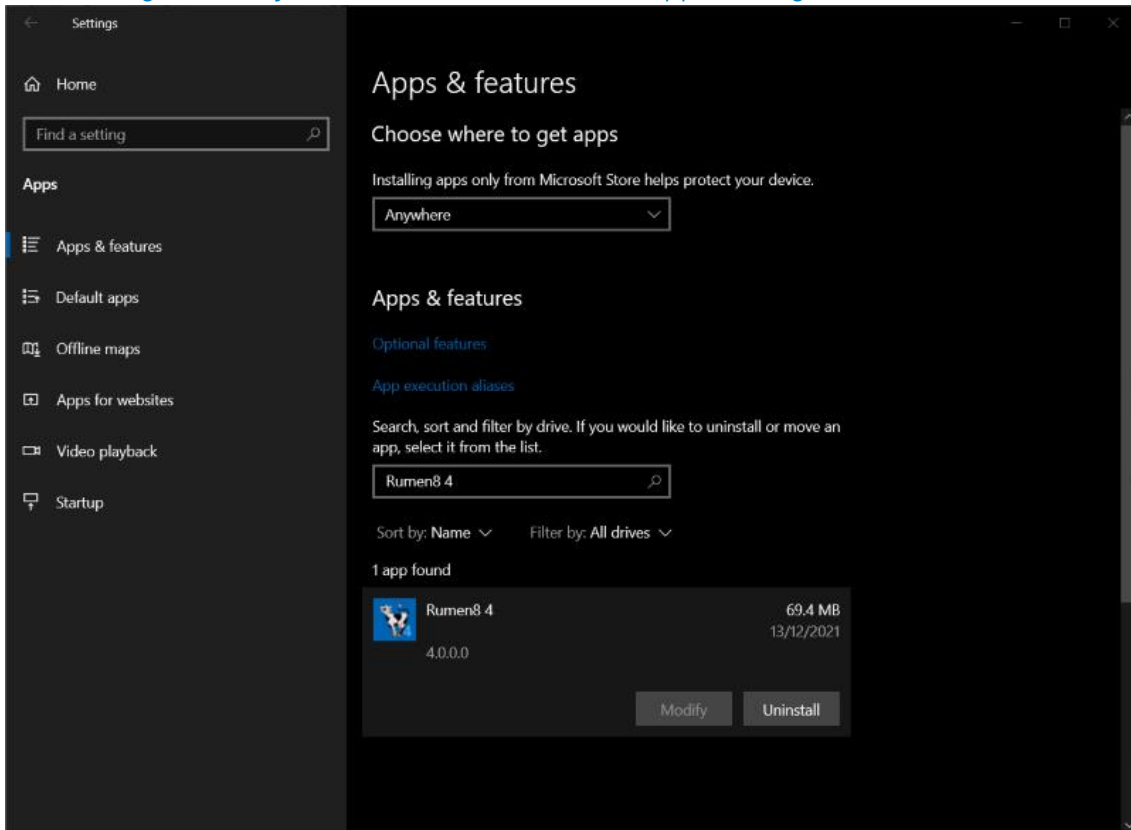 Settings
Home
Find a setting
Apps
Apps & features
Default apps
Offline maps
Apps for websites
Video playback
Startup
Apps & features
Choose where to get apps
Installing apps only from Microsoft Store helps protect your device.
Anywhere
Apps & features
Optional features
App execution aliases
Search, sort and filter by drive. If you would like to uninstall or move an
app, select it from the list.
Rumen8 4
Sort by: Name Filter by: All drives
1 app found
Rumen8 4 69.4 MB
13/12/2021
4.0.0.0
Modify Uninstall